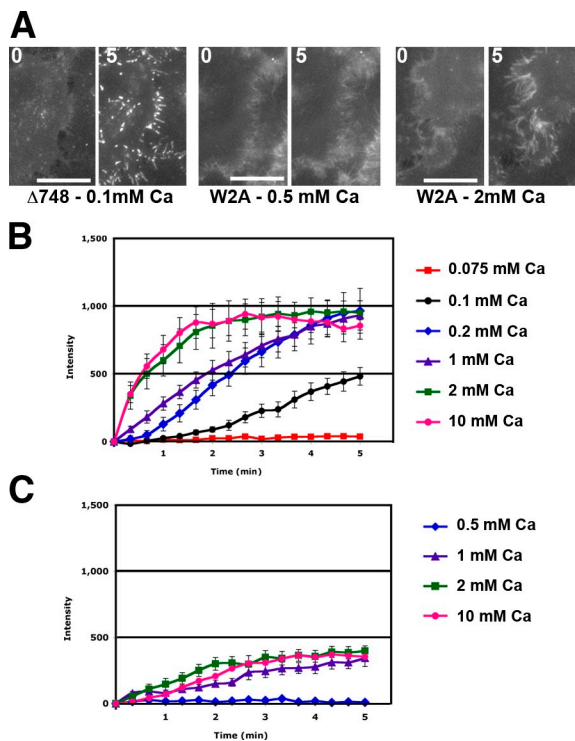 A
0 5 0 5 0 5
Δ748 - 0.1mM Ca W2A - 0.5 mM Ca W2A - 2mM Ca
B
1,500
1,000
500
0
Intensity
1 2 3 4 5
Time (min)
0.075 mM Ca
0.1 mM Ca
0.2 mM Ca
1 mM Ca
2 mM Ca
10 mM Ca
C
1,500
1,000
500
0
Intensity
1 2 3 4 5
Time (min)
0.5 mM Ca
1 mM Ca
2 mM Ca
10 mM Ca